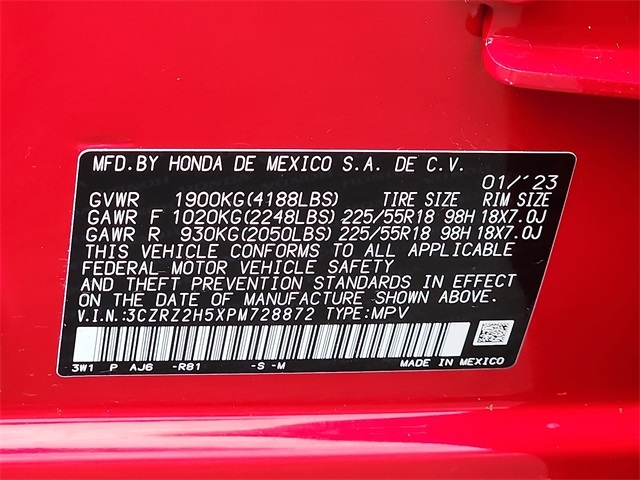 MFD.BY HONDA DE MEXICO S.A. DE C.V.
01/'23
GVWR 1900KG(4188LBS) TIRE SIZE RIM SIZE
GAWR F 1020KG(2248LBS) 225/55R18 98H 18X7.0J
GAWR R 930KG(2050LBS) 225/55R18 98H 18X7.0J
THIS VEHICLE CONFORMS TO ALL APPLICABLE
FEDERAL MOTOR VEHICLE SAFETY
AND THEFT PREVENTION STANDARDS IN EFFECT
ON THE DATE OF MANUFACTURE SHOWN ABOVE.
V.I.N.:3CZRZ2H5XPM728872 TYPE:MPV
3W1 P AJ6 -R81 -S -M MADE IN MEXICO